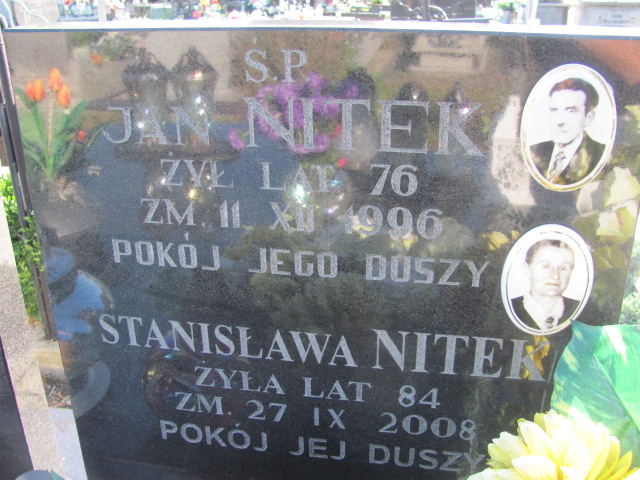 Ś.P.
JAN NITEK
ŻYŁ LAT 76
ZM. 11 XII 1996
POKÓJ JEGO DUSZY
STANISŁAWA NITEK
ŻYŁA LAT 84
ZM 27 IX 2008
POKÓJ JEJ DUSZY